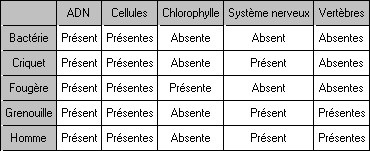 ADN Cellules Chlorophylle Système nerveux Vertèbres
Bactérie Présent Présentes Absente Absent Absentes
Criquet Présent Présentes Absente Présent Absentes
Fougère Présent Présentes Présente Absent Absentes
Grenouille Présent Présentes Absente Présent Présentes
Homme Présent Présentes Absente Présent Présentes